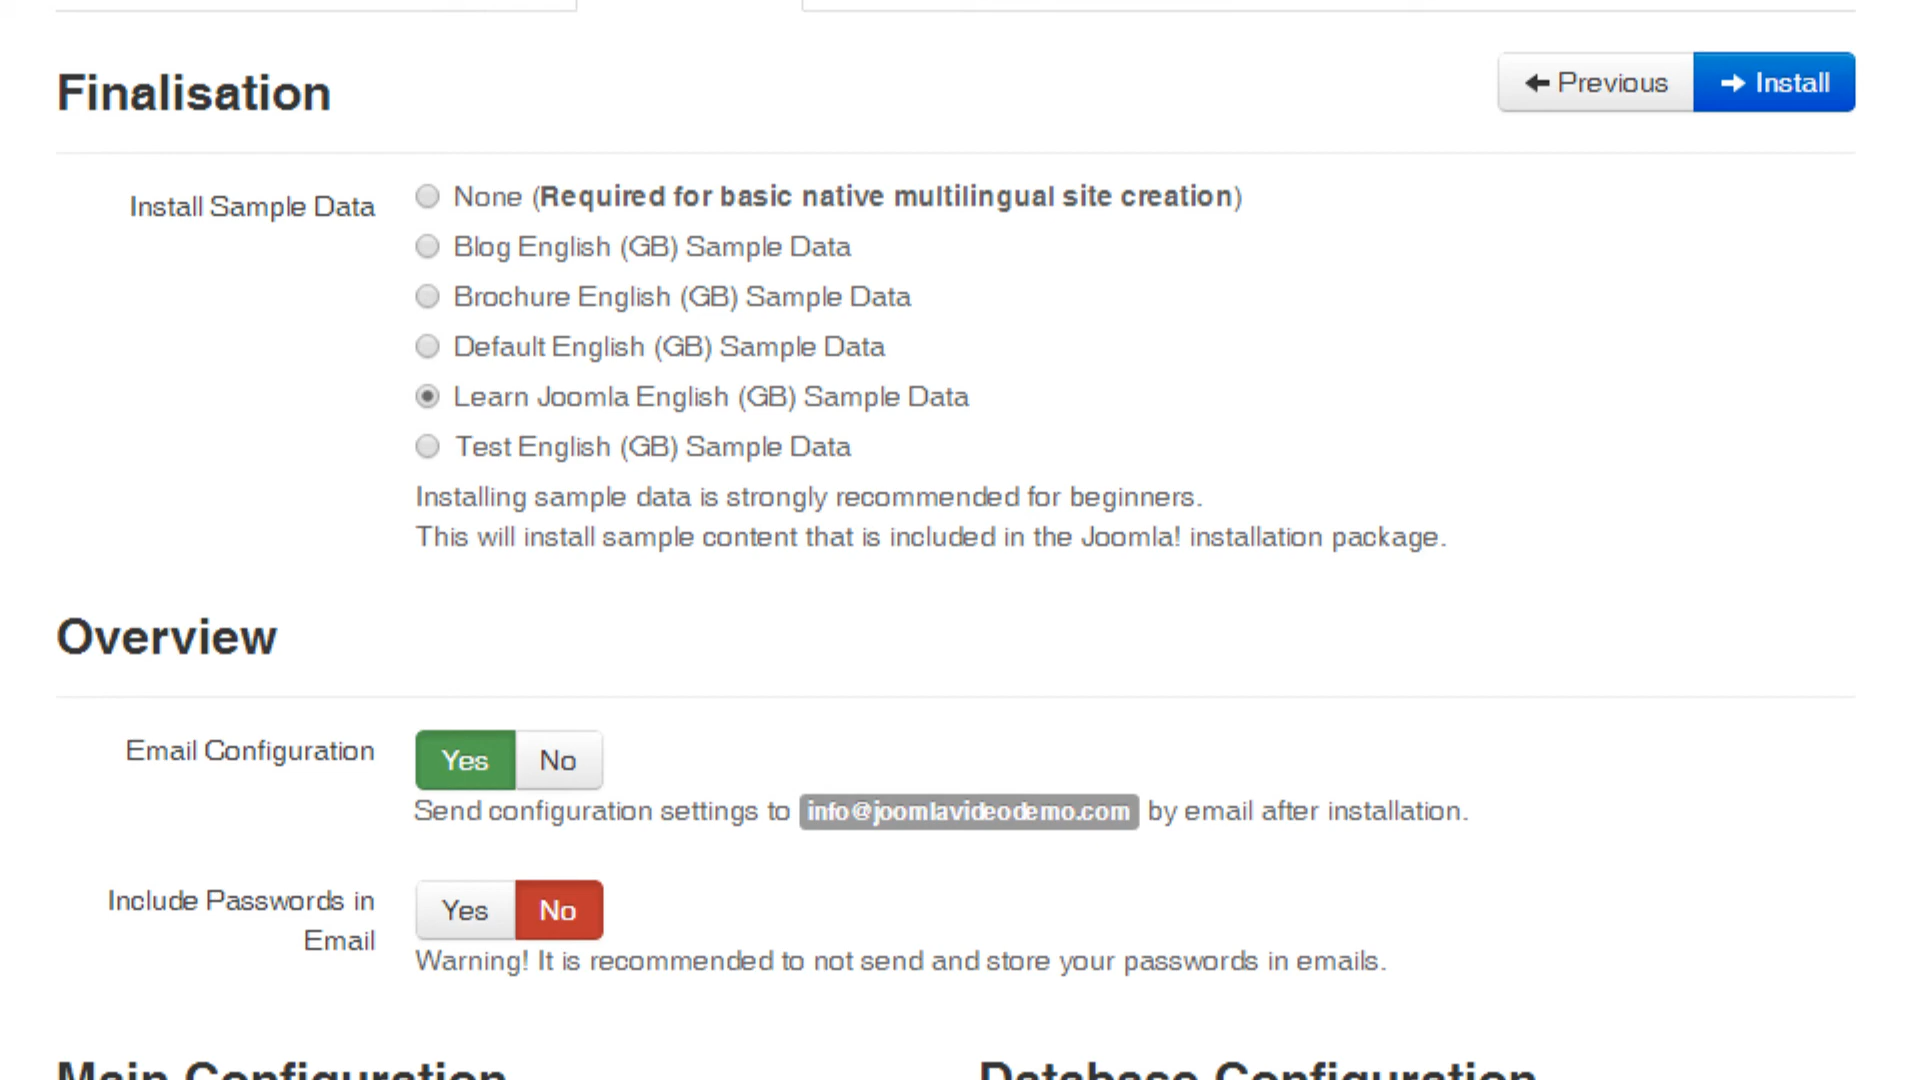 Finalisation
Previous
Install
Install Sample Data
None (Required for basic native multilingual site creation)
Blog English (GB) Sample Data
Brochure English (GB) Sample Data
Default English (GB) Sample Data
Learn Joomla English (GB) Sample Data
Test English (GB) Sample Data
Installing sample data is strongly recommended for beginners.
This will install sample content that is included in the Joomla! installation package.
Overview
Email Configuration
Yes
No
Send configuration settings to info@joomlavideodemo.com by email after installation.
Include Passwords in
Email
Yes
No
Warning! It is recommended to not send and store your passwords in emails.
Main Configuration
Database Configuration